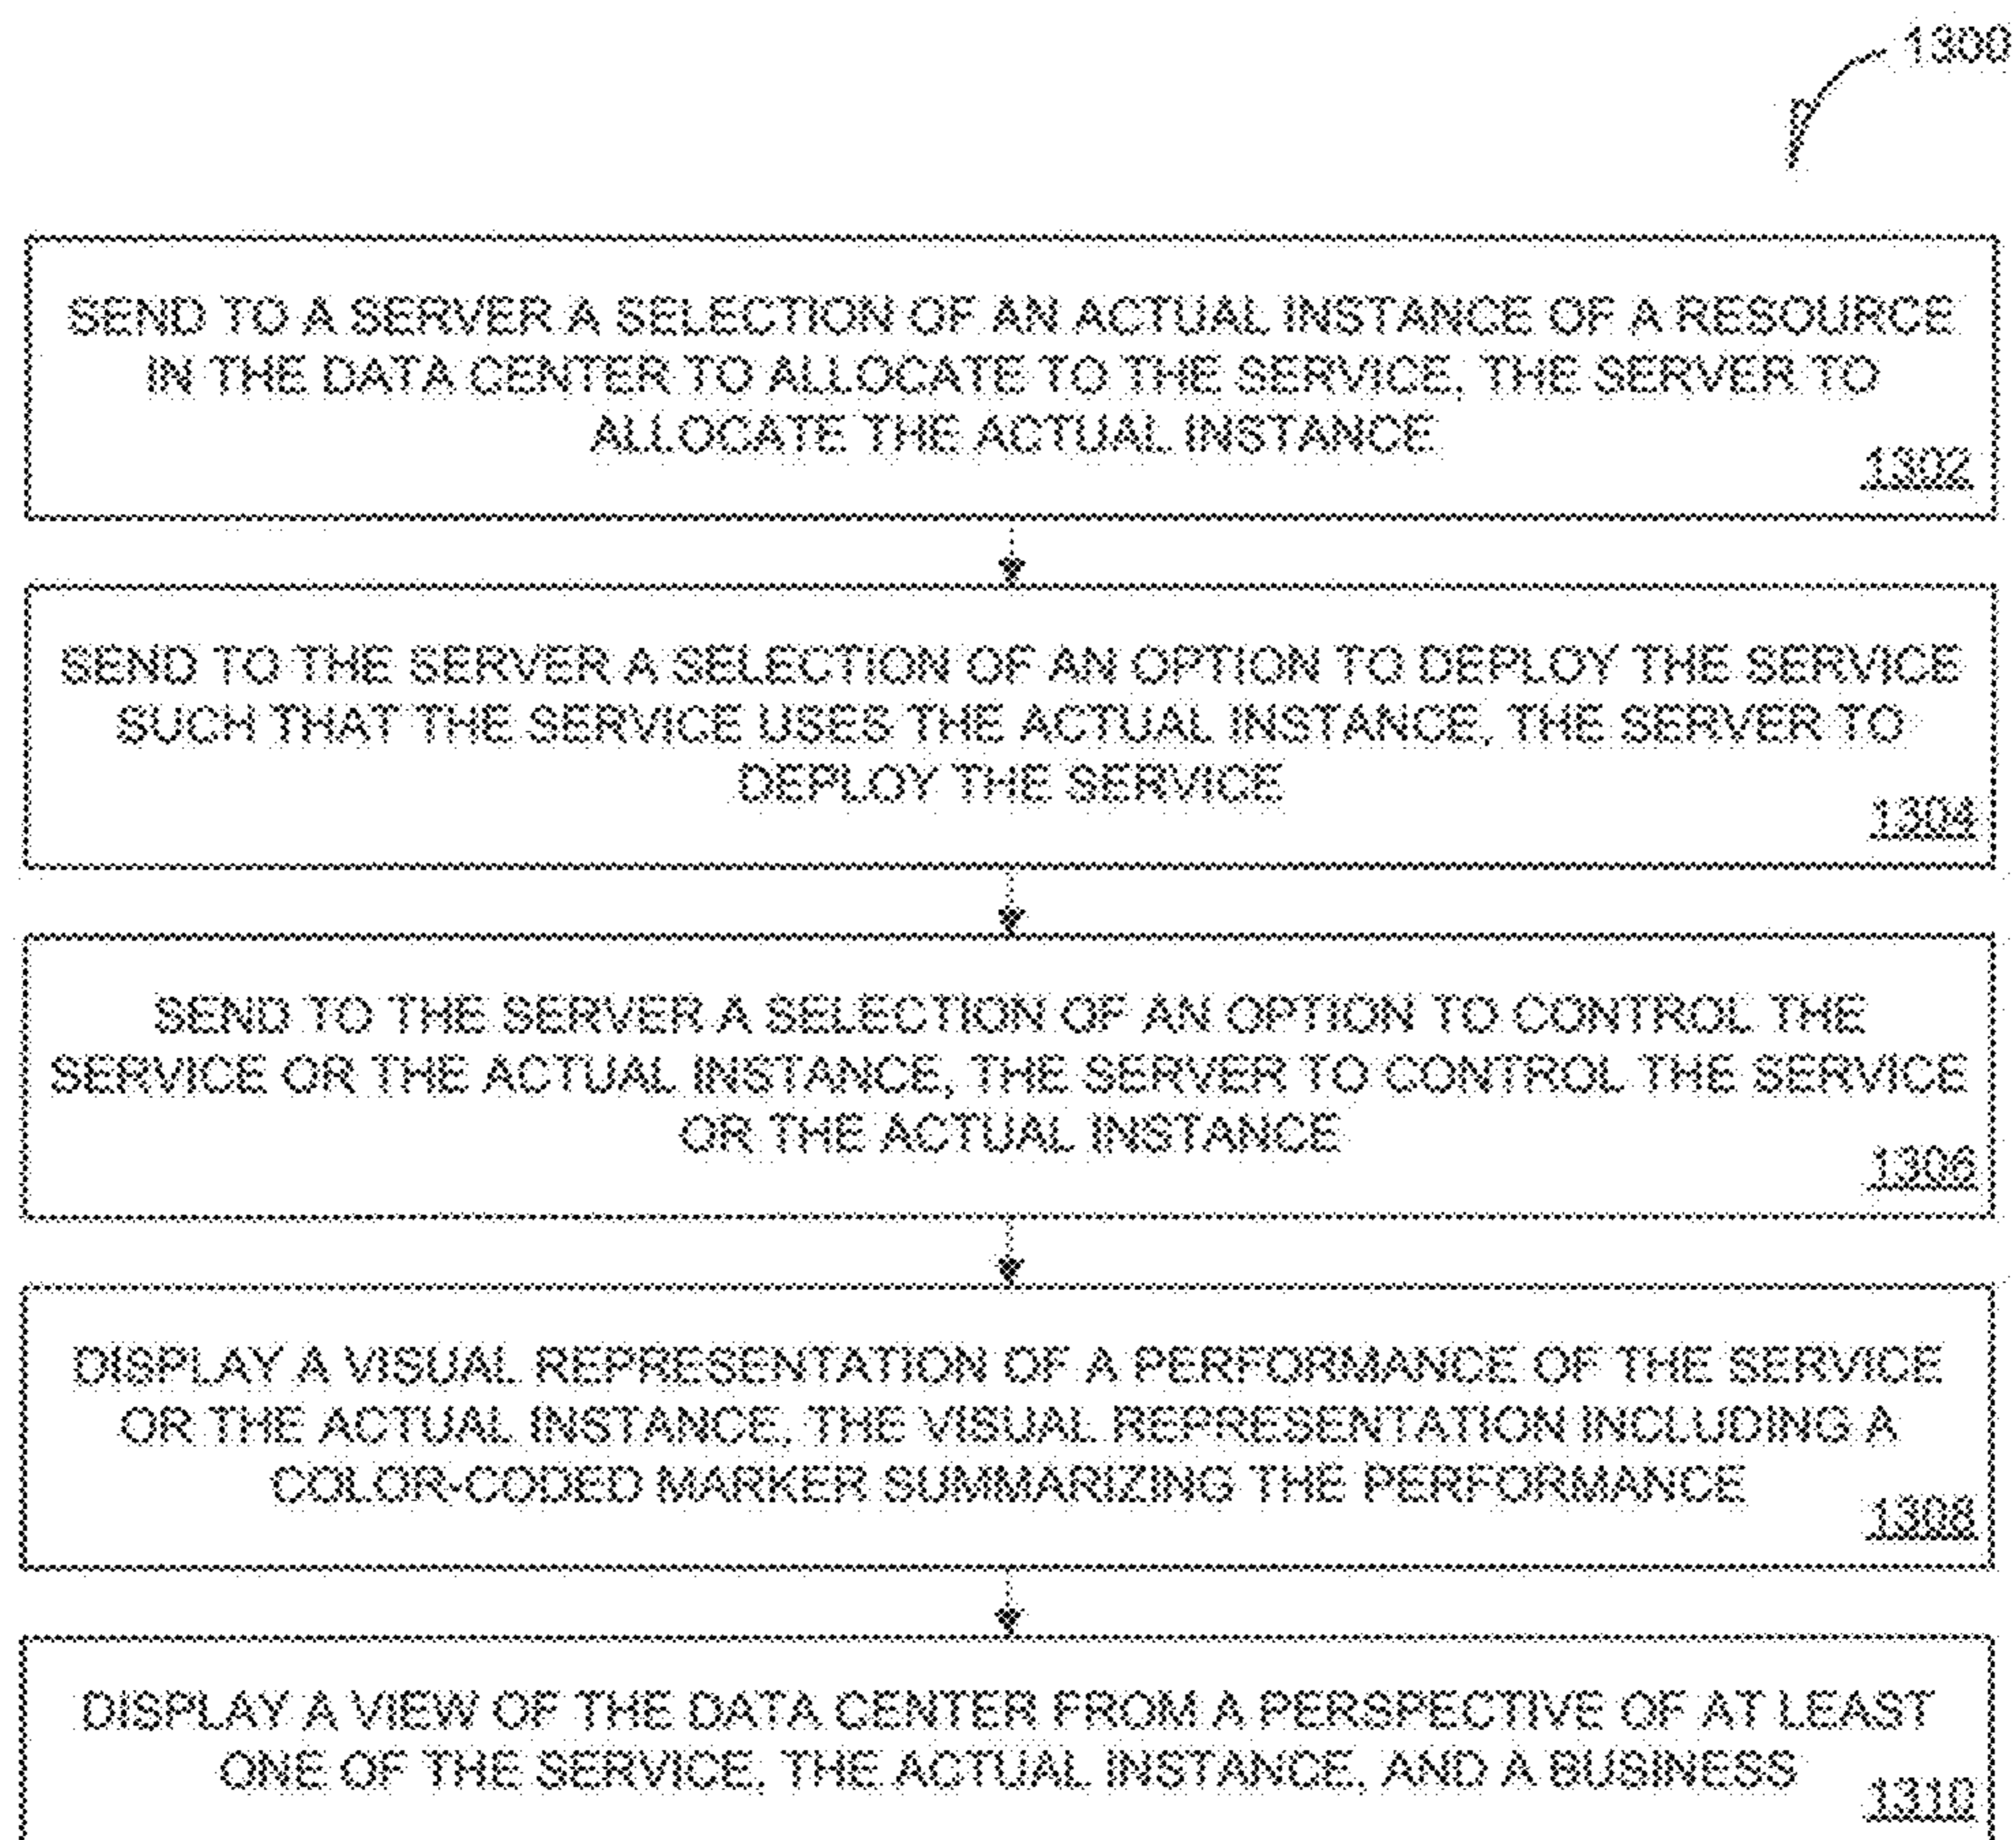 1300
SEND TO A SERVER A SELECTION OF AN ACTUAL INSTANCE OF A RESOURCE
IN THE DATA CENTER TO ALLOCATE TO THE SERVICE, THE SERVER TO
ALLOCATE THE ACTUAL INSTANCE
1302
SEND TO THE SERVER A SELECTION OF AN OPTION TO DEPLOY THE SERVICE
SUCH THAT THE SERVICE USES THE ACTUAL INSTANCE, THE SERVER TO
DEPLOY THE SERVICE
1304
SEND TO THE SERVER A SELECTION OF AN OPTION TO CONTROL THE
SERVICE OR THE ACTUAL INSTANCE, THE SERVER TO CONTROL THE SERVICE
OR THE ACTUAL INSTANCE
1306
DISPLAY A VISUAL REPRESENTATION OF A PERFORMANCE OF THE SERVICE
OR THE ACTUAL INSTANCE, THE VISUAL REPRESENTATION INCLUDING A
COLOR-CODED MARKER SUMMARIZING THE PERFORMANCE
1308
DISPLAY A VIEW OF THE DATA CENTER FROM A PERSPECTIVE OF AT LEAST
ONE OF THE SERVICE, THE ACTUAL INSTANCE, AND A BUSINESS
1310